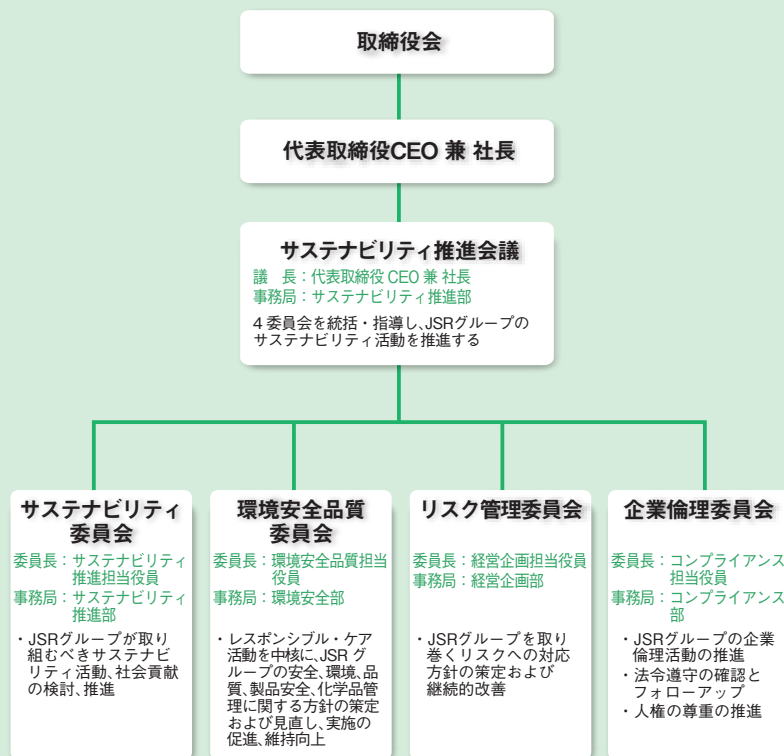 取締役会
代表取締役CEO 兼 社長
サステナビリティ推進会議
議　長：代表取締役 CEO 兼 社長
事務局：サステナビリティ推進部
4 委員会を統括・指導し、JSRグループの
サステナビリティ活動を推進する
サステナビリティ
委員会
委員長：サステナビリティ
推進担当役員
事務局：サステナビリティ
推進部
・JSRグループが取り
組むべきサステナビ
リティ活動、社会貢献
の検討、推進
環境安全品質
委員会
委員長：環境安全品質担当
役員
事務局：環境安全部
・レスポンシブル・ケア
活動を中核に、JSR グ
ループの安全、環境、品
質、製品安全、化学品管
理に関する方針の策定
および見直し、実施の
促進、維持向上
リスク管理委員会
委員長：経営企画担当役員
事務局：経営企画部
・JSRグループを取り
巻くリスクへの対応
方針の策定および
継続的改善
企業倫理委員会
委員長：コンプライアンス
担当役員
事務局：コンプライアンス
部
・JSRグループの企業
倫理活動の推進
・法令遵守の確認と
フォローアップ
・人権の尊重の推進